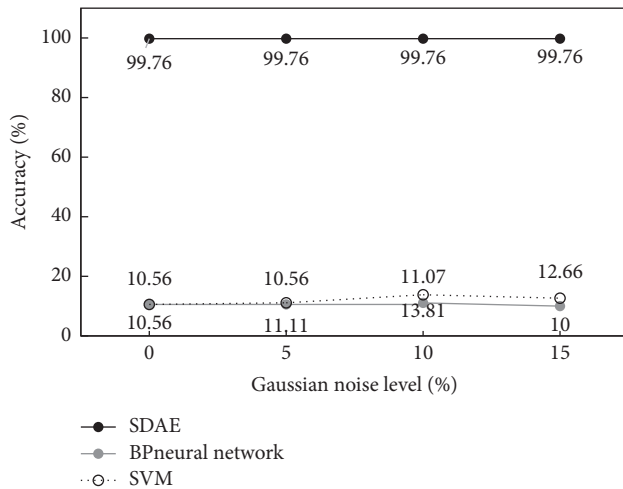 100
99.76 99.76 99.76 99.76
80
60
Accuracy (%)
40
20
10.56 10.56 11.07 12.66
10.56 11.11 13.81 10
0
0 5 10 15
Gaussian noise level (%)
SDAE
BPneural network
SVM